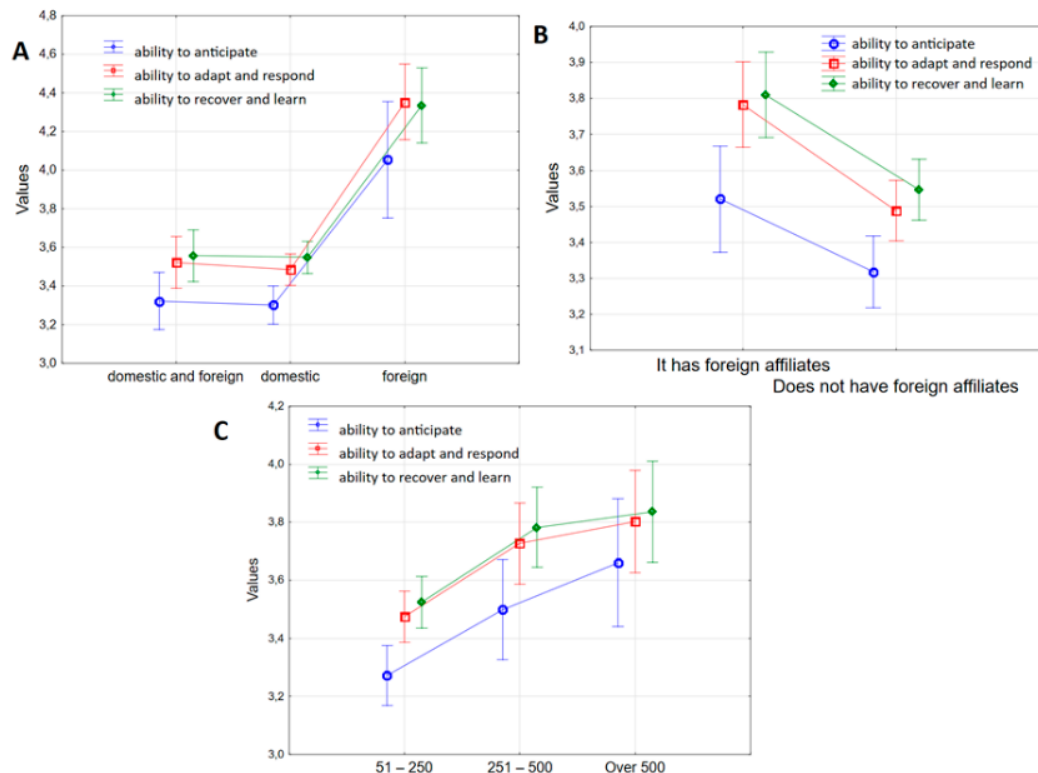 A
4,8
4,6
4,4
4,2
4,0
3,8
3,6
3,4
3,2
3,0
Values
ability to anticipate
ability to adapt and respond
ability to recover and learn
domestic and foreign
domestic
foreign
B
4,0
3,9
3,8
3,7
3,6
3,5
3,4
3,3
3,2
3,1
Values
ability to anticipate
ability to adapt and respond
ability to recover and learn
It has foreign affiliates
Does not have foreign affiliates
C
4,2
4,0
3,8
3,6
3,4
3,2
3,0
Values
ability to anticipate
ability to adapt and respond
ability to recover and learn
51 – 250
251 – 500
Over 500